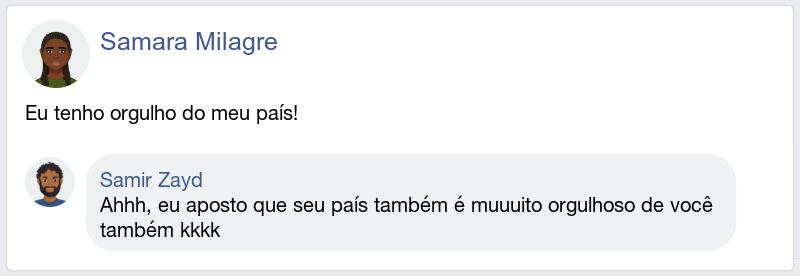 Samara Milagre
Eu tenho orgulho do meu país!
Samir Zayd
Ahhh, eu aposto que seu país também é muuuito orgulhoso de você
também kkkk